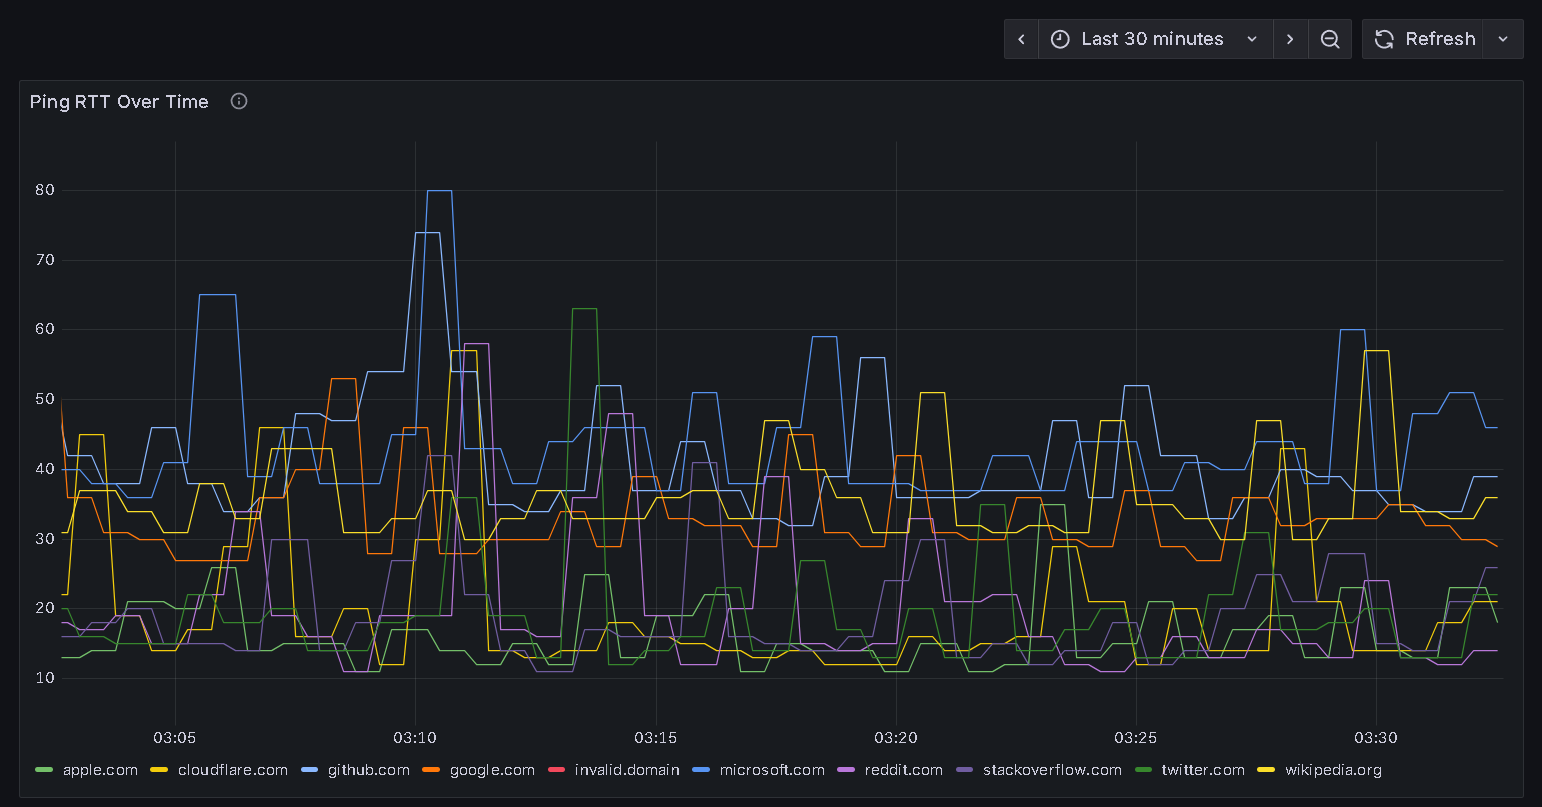 Last 30 minutes Refresh
Ping RTT Over Time
80
70
60
50
40
30
20
10
03:05 03:10 03:15 03:20 03:25 03:30
apple.com cloudflare.com github.com google.com invalid.domain microsoft.com reddit.com stackoverflow.com twitter.com wikipedia.org